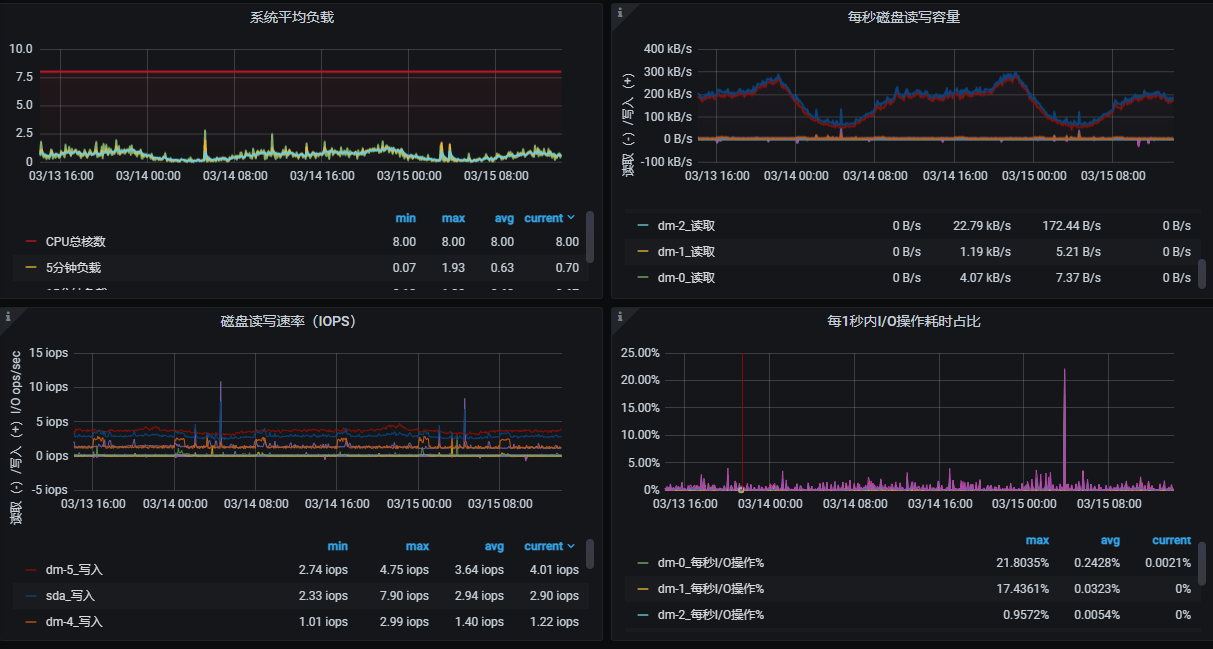 系统平均负载
10.0
7.5
5.0
2.5
0
03/13 16:00 03/14 00:00 03/14 08:00 03/14 16:00 03/15 00:00 03/15 08:00
min max avg current
CPU总核数 8.00 8.00 8.00 8.00
5分钟负载 0.07 1.93 0.63 0.70
每秒磁盘读写容量
读取（-）/写入（+）
400 kB/s
300 kB/s
200 kB/s
100 kB/s
0 B/s
-100 kB/s
03/13 16:00 03/14 00:00 03/14 08:00 03/14 16:00 03/15 00:00 03/15 08:00
dm-2_读取 0 B/s 22.79 kB/s 172.44 B/s 0 B/s
dm-1_读取 0 B/s 1.19 kB/s 5.21 B/s 0 B/s
dm-0_读取 0 B/s 4.07 kB/s 7.37 B/s 0 B/s
磁盘读写速率（IOPS）
读取（-）/写入（+）I/O ops/sec
15 iops
10 iops
5 iops
0 iops
-5 iops
03/13 16:00 03/14 00:00 03/14 08:00 03/14 16:00 03/15 00:00 03/15 08:00
min max avg current
dm-5_写入 2.74 iops 4.75 iops 3.64 iops 4.01 iops
sda_写入 2.33 iops 7.90 iops 2.94 iops 2.90 iops
dm-4_写入 1.01 iops 2.99 iops 1.40 iops 1.22 iops
每1秒内I/O操作耗时占比
25.00%
20.00%
15.00%
10.00%
5.00%
0%
03/13 16:00 03/14 00:00 03/14 08:00 03/14 16:00 03/15 00:00 03/15 08:00
max avg current
dm-0_每秒I/O操作% 21.8035% 0.2428% 0.0021%
dm-1_每秒I/O操作% 17.4361% 0.0323% 0%
dm-2_每秒I/O操作% 0.9572% 0.0054% 0%